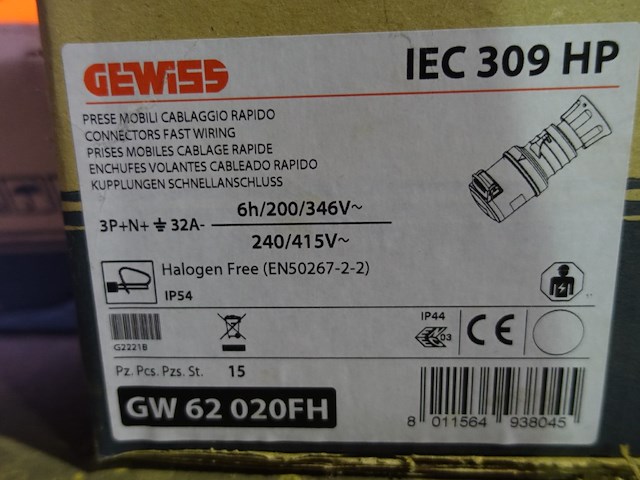 GEWISS
IEC 309 HP
PRESE MOBILI CABLAGGIO RAPIDO
CONNECTORS FAST WIRING
PRISES MOBILES CABLAGE RAPIDE
ENCHUFES VOLANTES CABLEADO RAPIDO
KUPPLUNGEN SCHNELLANSCHLUSS
3P+N+⏚ 32A- 6h/200/346V~
240/415V~
Halogen Free (EN50267-2-2)
IP54
G2221B
IP44
03
CE
Pz. Pcs. Pzs. St. 15
GW 62 020FH
8 011564 938045